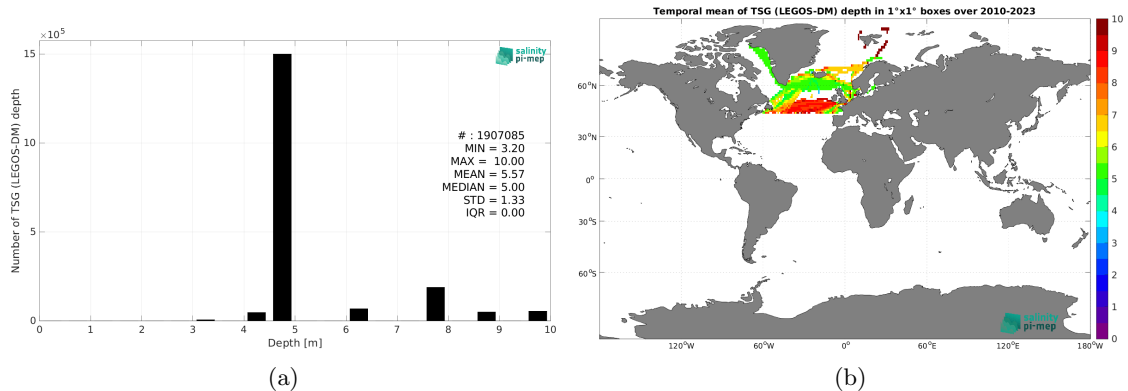 ×10^5
15
10
5
0
0 1 2 3 4 5 6 7 8 9 10
Number of TSG (LEGOS-DM) depth
Depth [m]
salinity
pi-mep
# : 1907085
MIN = 3.20
MAX = 10.00
MEAN = 5.57
MEDIAN = 5.00
STD = 1.33
IQR = 0.00
(a)
Temporal mean of TSG (LEGOS-DM) depth in 1°x1° boxes over 2010-2023
60°N
30°N
0°
30°S
60°S
120°W 60°W 0° 60°E 120°E 180°W
salinity
pi-mep
10
9
8
7
6
5
4
3
2
1
0
(b)